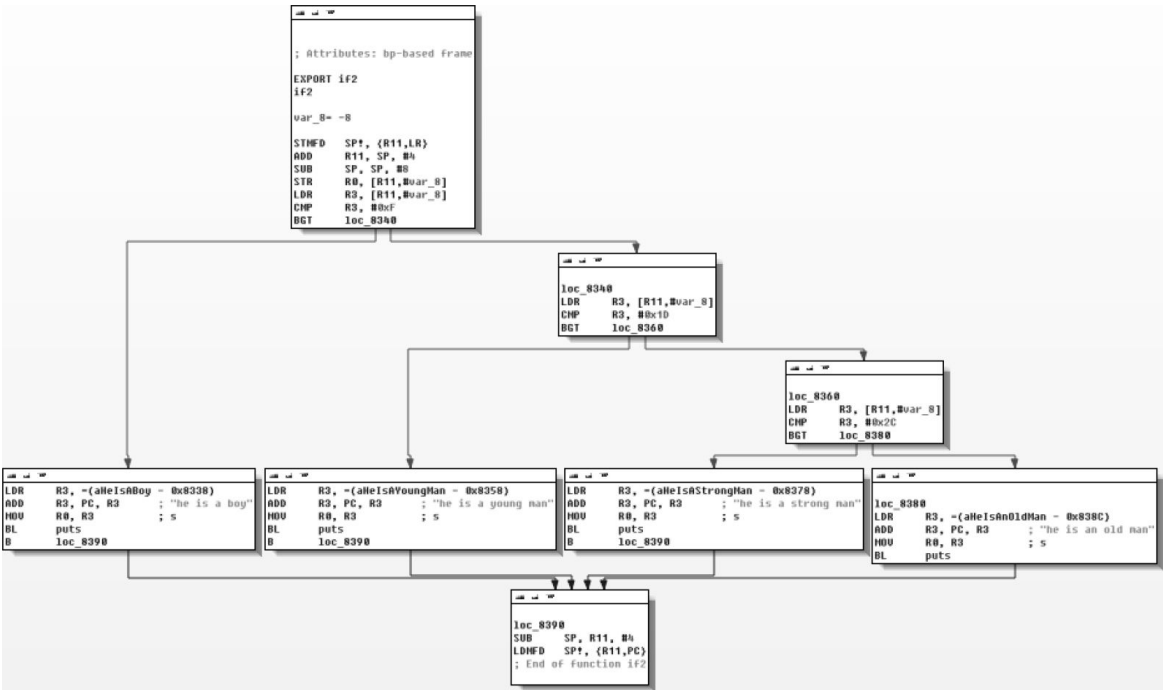 ; Attributes: bp-based frame
EXPORT if2
if2
var_8= -8
STMFD SP!, {R11,LR}
ADD R11, SP, #4
SUB SP, SP, #8
STR R0, [R11,#var_8]
LDR R3, [R11,#var_8]
CMP R3, #0xF
BGT loc_8340
loc_8340
LDR R3, [R11,#var_8]
CMP R3, #0x1D
BGT loc_8360
loc_8360
LDR R3, [R11,#var_8]
CMP R3, #0x2C
BGT loc_8380
LDR R3, =(aHeIsABoy - 0x8338)
ADD R3, PC, R3 ; "he is a boy"
MOV R0, R3 ; s
BL puts
B loc_8390
LDR R3, =(aHeIsAYoungMan - 0x8358)
ADD R3, PC, R3 ; "he is a young man"
MOV R0, R3 ; s
BL puts
B loc_8390
LDR R3, =(aHeIsAStrongMan - 0x8378)
ADD R3, PC, R3 ; "he is a strong man"
MOV R0, R3 ; s
BL puts
B loc_8390
loc_8380
LDR R3, =(aHeIsAnOldMan - 0x838C)
ADD R3, PC, R3 ; "he is an old man"
MOV R0, R3 ; s
BL puts
loc_8390
SUB SP, R11, #4
LDMFD SP!, {R11,PC}
; End of function if2